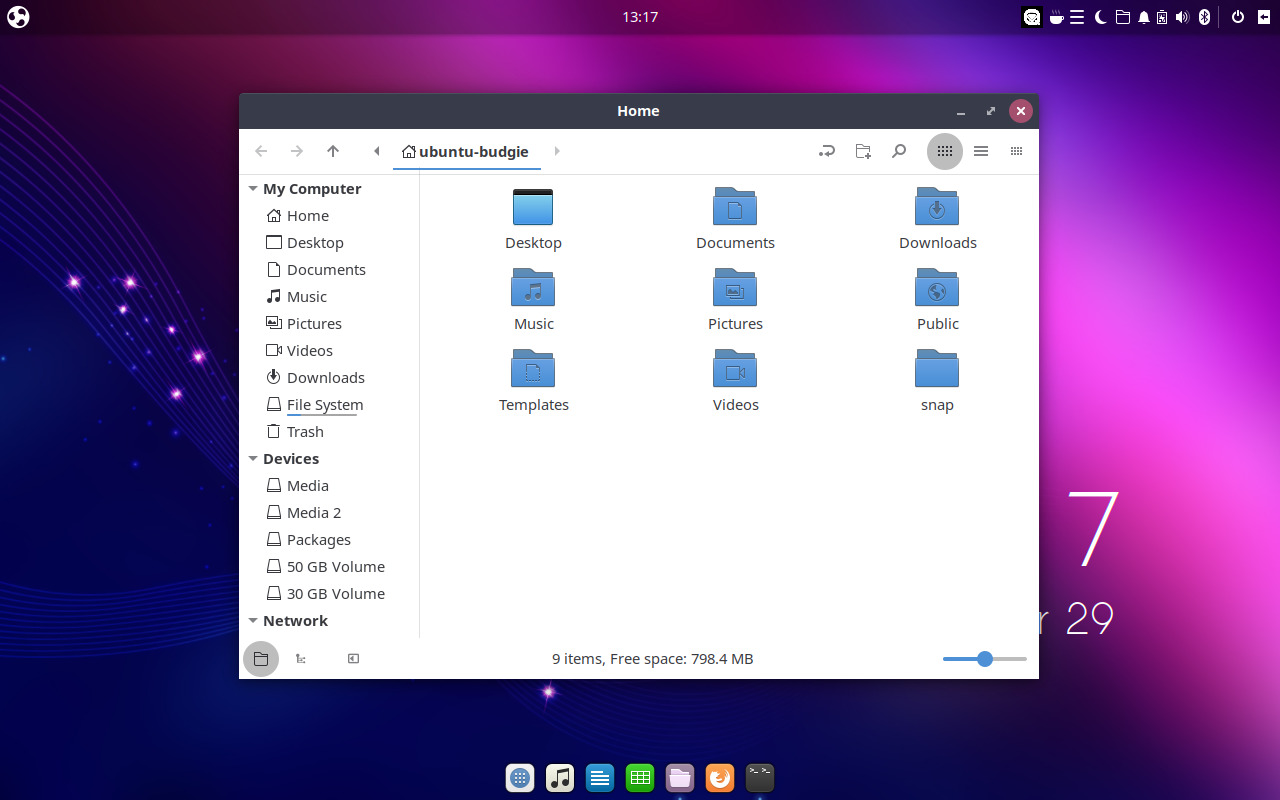 13:17
Home
ubuntu-budgie
My Computer
Home
Desktop
Documents
Music
Pictures
Videos
Downloads
File System
Trash
Devices
Media
Media 2
Packages
50 GB Volume
30 GB Volume
Network
Desktop
Documents
Downloads
Music
Pictures
Public
Templates
Videos
snap
9 items, Free space: 798.4 MB
7
29